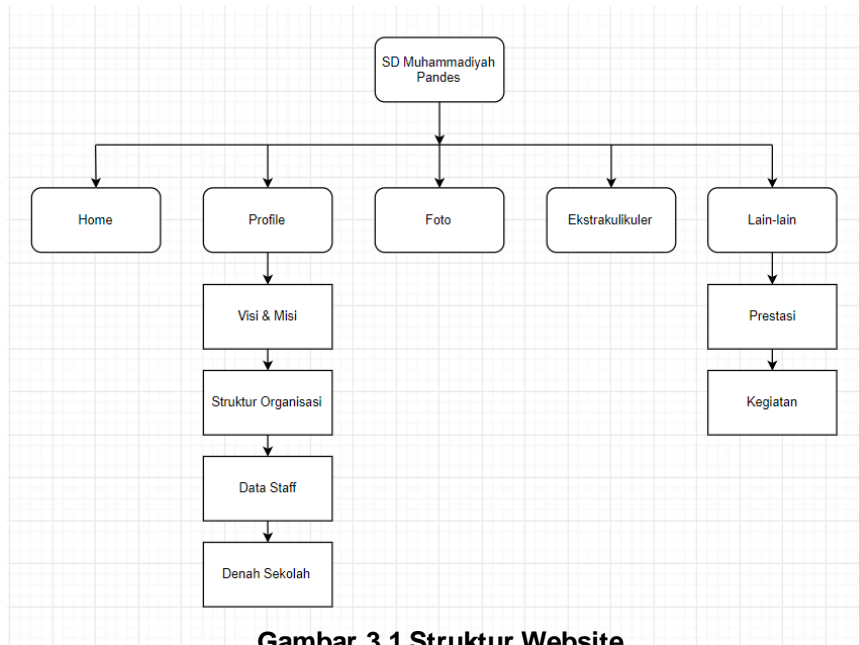 SD Muhammadiyah
Pandes
Home
Profile
Foto
Ekstrakulikuler
Lain-lain
Visi & Misi
Prestasi
Struktur Organisasi
Kegiatan
Data Staff
Denah Sekolah
Gambar 3.1 Struktur Website